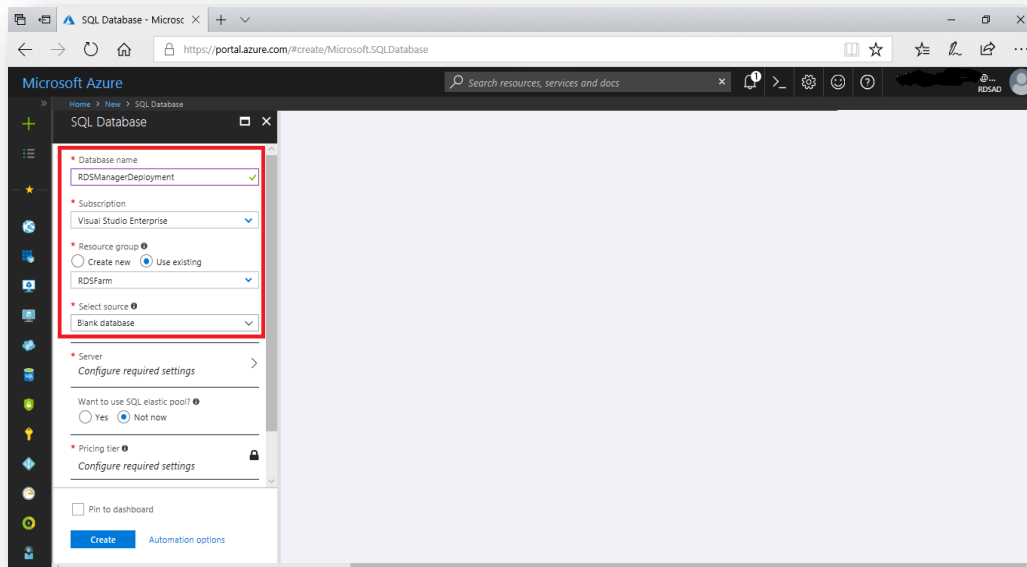 SQL Database - Microsc
https://portal.azure.com/#create/Microsoft.SQLDatabase
Microsoft Azure
Search resources, services and docs
1
@...
RDSAD
Home > New > SQL Database
SQL Database
* Database name
RDSManagerDeployment
* Subscription
Visual Studio Enterprise
* Resource group
Create new Use existing
RDSFarm
* Select source
Blank database
* Server
Configure required settings
Want to use SQL elastic pool?
Yes Not now
* Pricing tier
Configure required settings
Pin to dashboard
Create Automation options